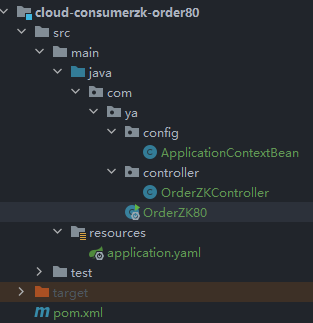 cloud-consumerzk-order80
src
main
java
com
ya
config
ApplicationContextBean
controller
OrderZKController
OrderZK80
resources
application.yaml
test
target
pom.xml